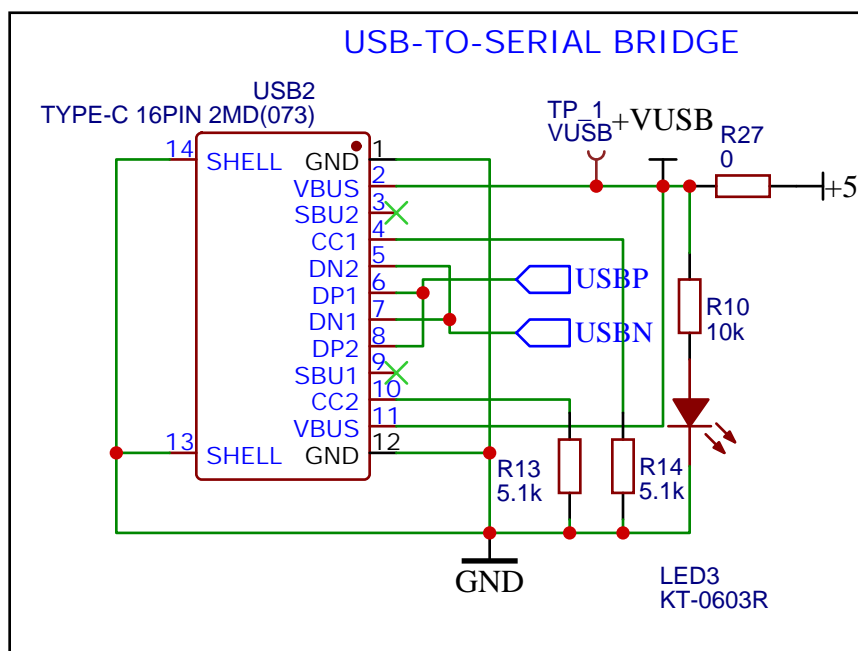 USB-TO-SERIAL BRIDGE
USB2
TYPE-C 16PIN 2MD(073)
TP_1
VUSB
+VUSB
R27
0
+5
14
SHELL
GND
1
VBUS
2
SBU2
3
CC1
4
DN2
5
DP1
6
DN1
7
DP2
8
SBU1
9
CC2
10
VBUS
11
13
SHELL
GND
12
USBP
USBN
R10
10k
R13
5.1k
R14
5.1k
GND
LED3
KT-0603R